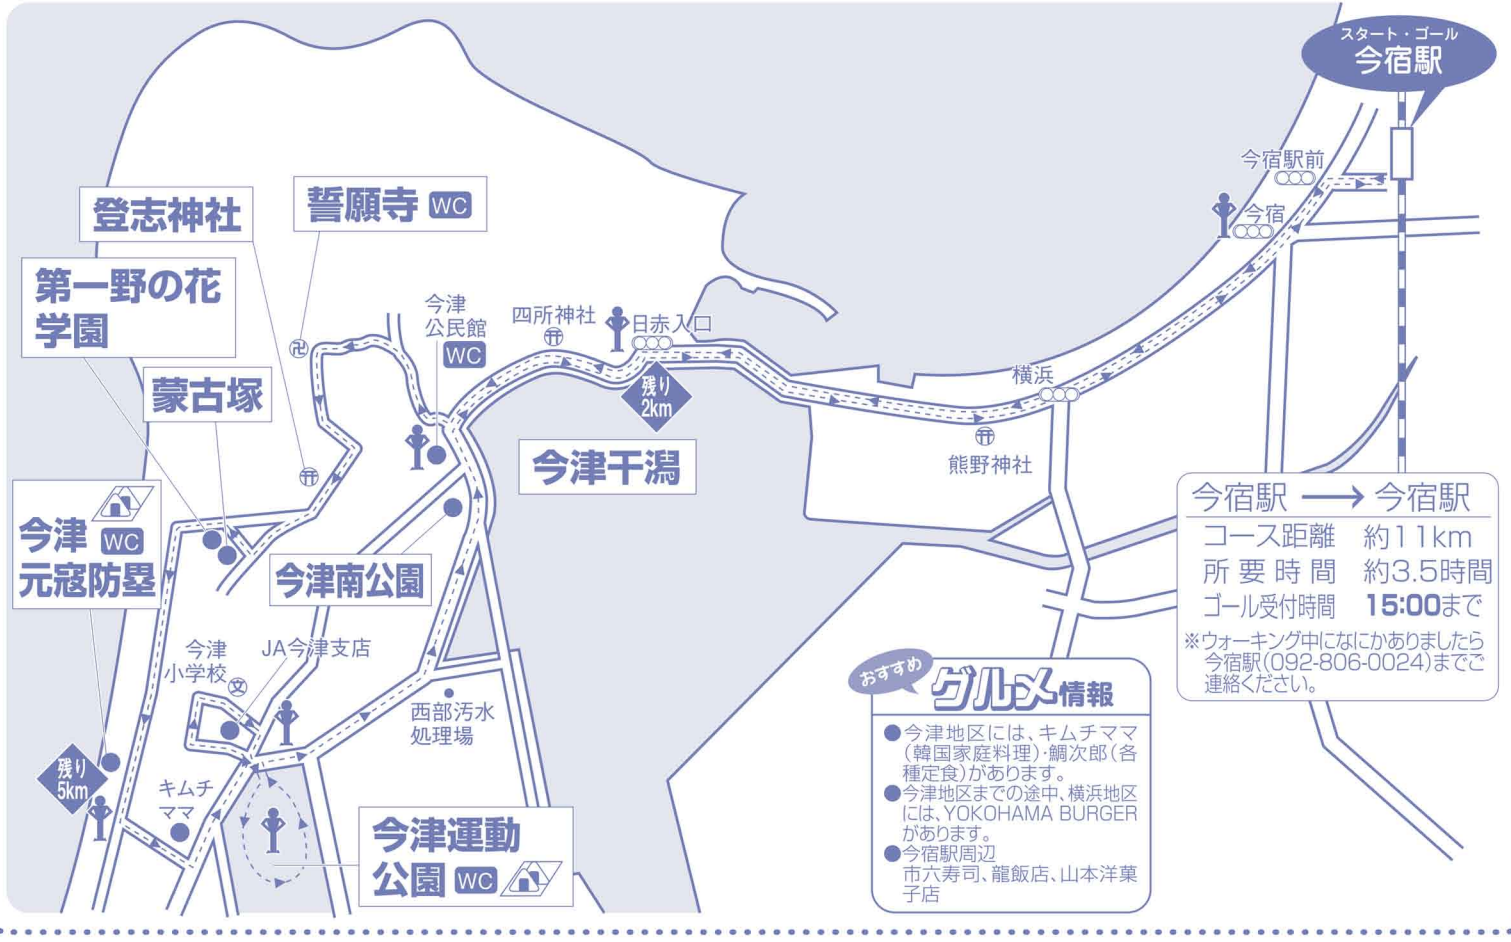 スタート・ゴール
今宿駅
今宿駅前
今宿
登志神社
誓願寺 WC
第一野の花
学園
今津
公民館
WC
四所神社
日赤入口
残り
2km
横浜
蒙古塚
今津干潟
熊野神社
今津 WC
元寇防塁
今津南公園
今宿駅 → 今宿駅
コース距離 約11km
所要時間 約3.5時間
ゴール受付時間 15:00まで
※ウォーキング中になにかありましたら
今宿駅(092-806-0024)までご
連絡ください。
今津
小学校
文
JA今津支店
西部汚水
処理場
残り
5km
キムチ
ママ
今津運動
公園 WC
おすすめ
グルメ情報
●今津地区には、キムチママ
(韓国家庭料理)・鯛次郎(各
種定食)があります。
●今津地区までの途中、横浜地区
には、YOKOHAMA BURGER
があります。
●今宿駅周辺
市六寿司、龍飯店、山本洋菓
子店